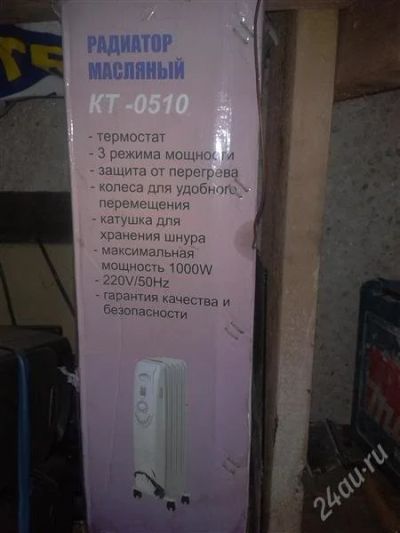 РАДИАТОР
МАСЛЯНЫЙ
КТ -0510
- термостат
- 3 режима мощности
- защита от перегрева
- колеса для удобного
перемещения
- катушка для
хранения шнура
- максимальная
мощность 1000W
- 220V/50Hz
- гарантия качества и
безопасности
24au.ru